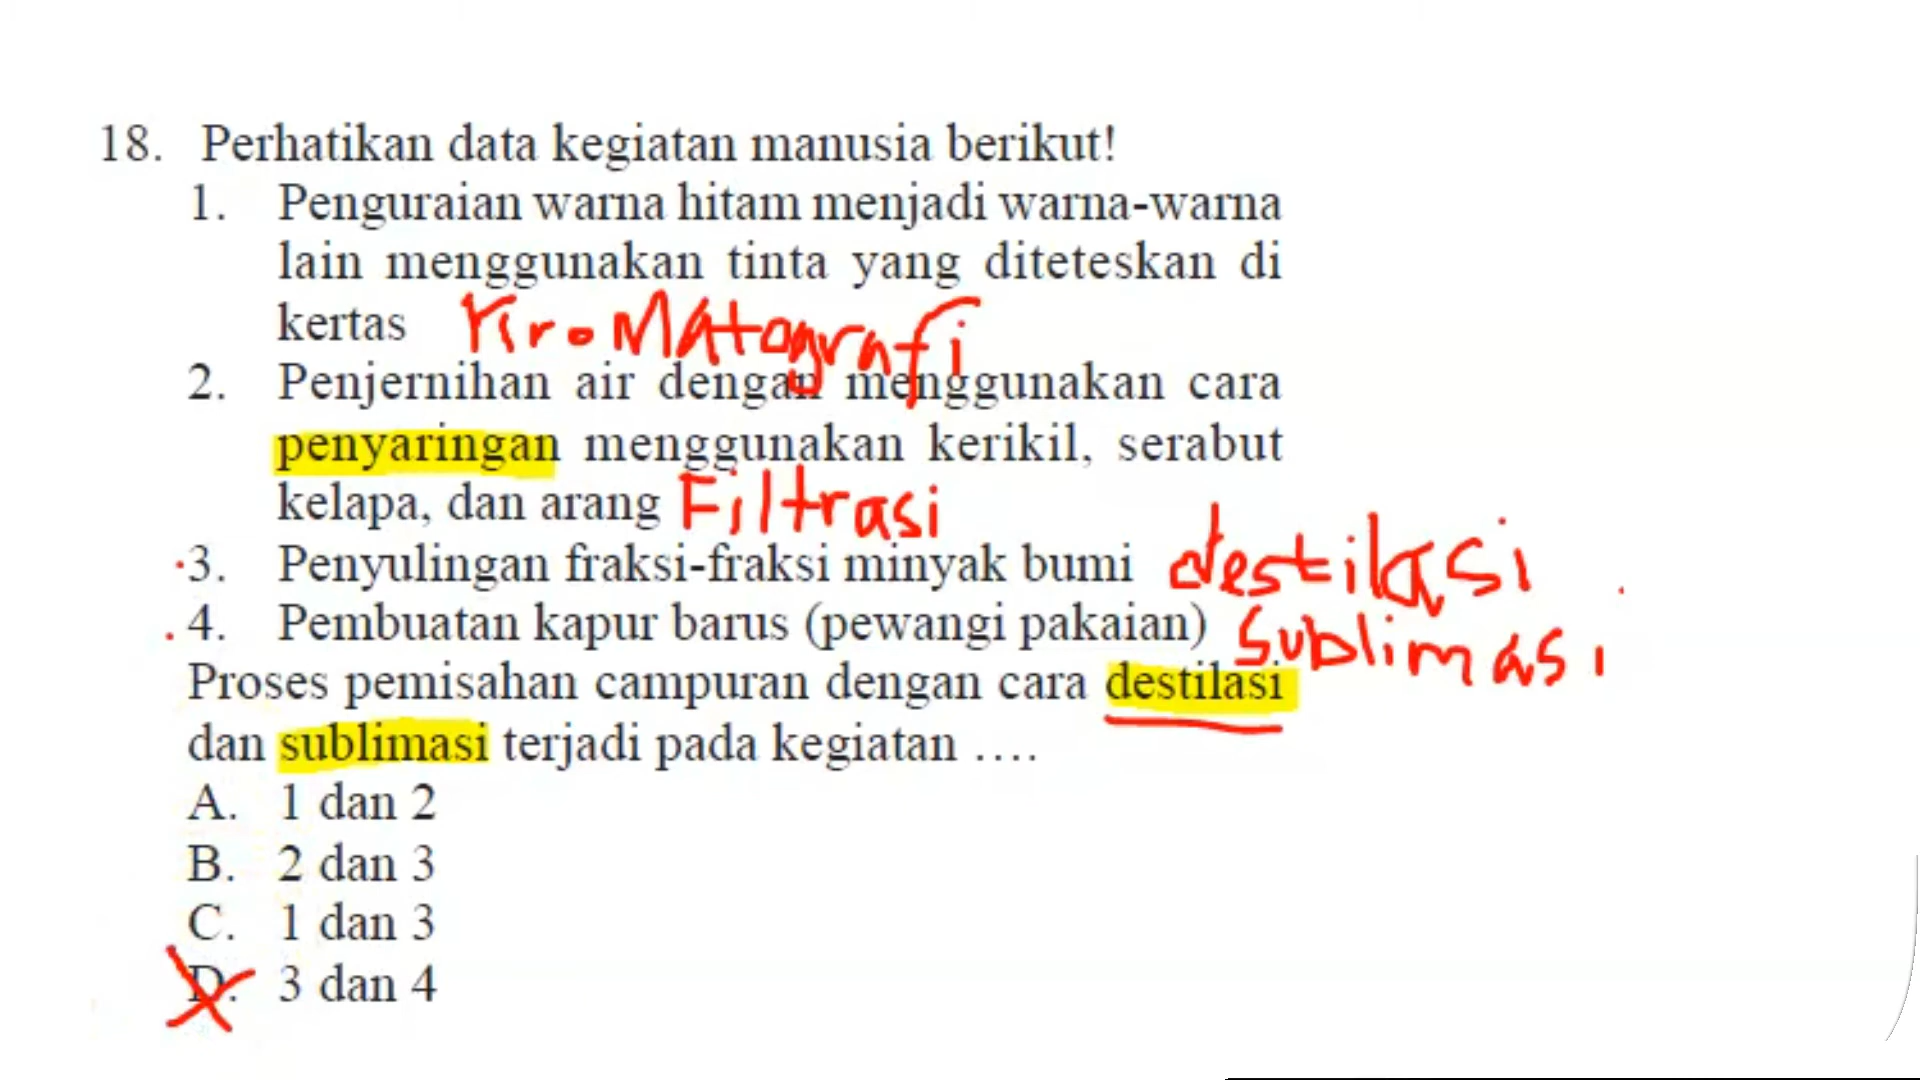 18. Perhatikan data kegiatan manusia berikut!
1. Penguraian warna hitam menjadi warna-warna
lain menggunakan tinta yang diteteskan di
kertas Kromatografi
2. Penjernihan air dengan menggunakan cara
penyaringan menggunakan kerikil, serabut
kelapa, dan arang Filtrasi
3. Penyulingan fraksi-fraksi minyak bumi destilasi
4. Pembuatan kapur barus (pewangi pakaian) Sublimasi
Proses pemisahan campuran dengan cara destilasi
dan sublimasi terjadi pada kegiatan ....
A. 1 dan 2
B. 2 dan 3
C. 1 dan 3
D. 3 dan 4